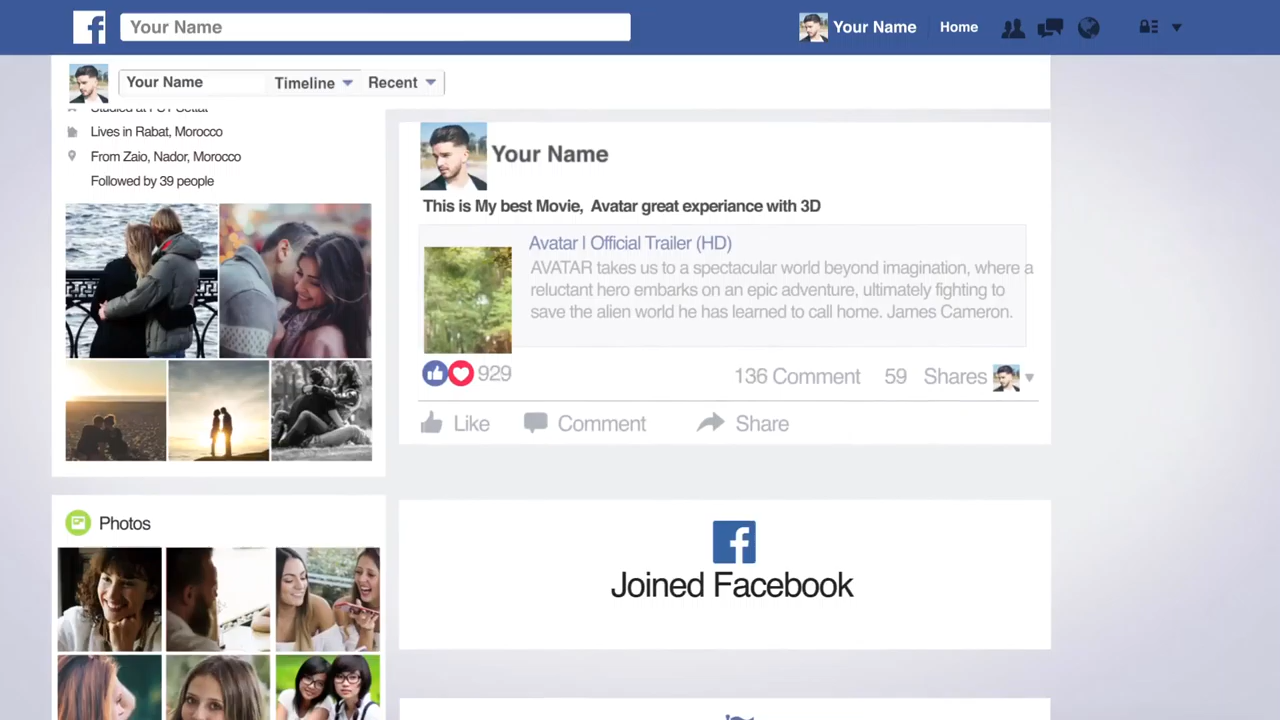 Your Name
Your Name
Home
Your Name
Timeline
Recent
Lives in Rabat, Morocco
From Zaio, Nador, Morocco
Followed by 39 people
Photos
Your Name
This is My best Movie, Avatar great experiance with 3D
Avatar | Official Trailer (HD)
AVATAR takes us to a spectacular world beyond imagination, where a
reluctant hero embarks on an epic adventure, ultimately fighting to
save the alien world he has learned to call home. James Cameron.
929
136 Comment 59 Shares
Like Comment Share
Joined Facebook